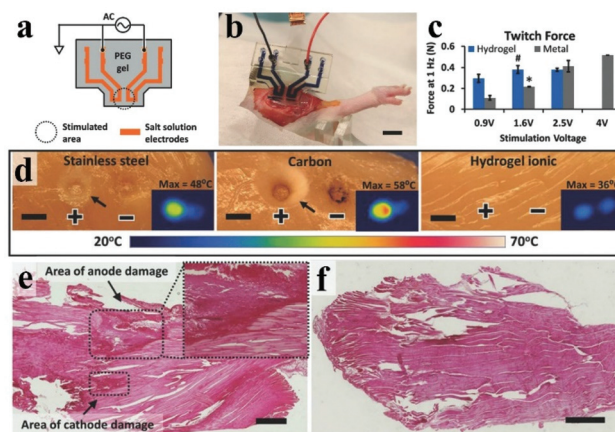 a
AC
PEG
gel
Stimulated
area
Salt solution
electrodes
b
c
Twitch Force
Hydrogel
Metal
Force at 1 Hz (N)
0.6
0.4
0.2
0
#
*
0.9V
1.6V
2.5V
4V
Stimulation Voltage
d
Stainless steel
Max = 48°C
+
−
Carbon
Max = 58°C
+
−
Hydrogel ionic
Max = 36°C
+
−
20°C
70°C
e
Area of anode damage
Area of cathode damage
f